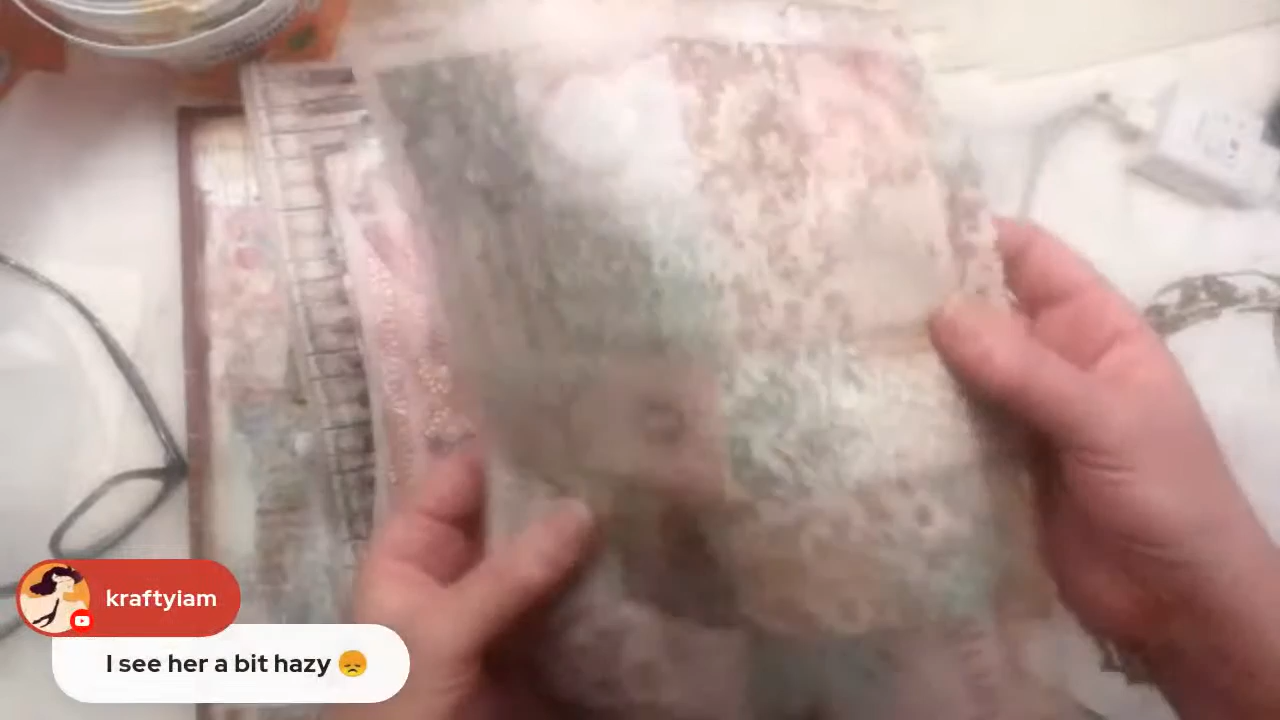 kraftyiam
I see her a bit hazy 😞